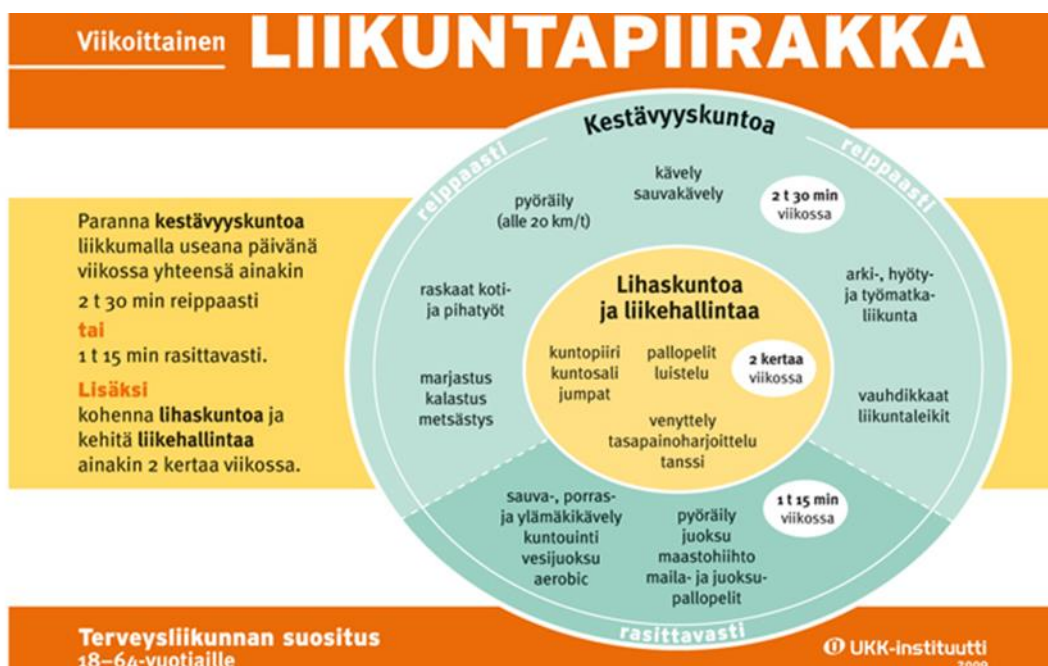 Viikoittainen LIIKUNTAPIIRAKKA
Paranna kestävyyskuntoa
liikkumalla useana päivänä
viikossa yhteensä ainakin
2 t 30 min reippaasti
tai
1 t 15 min rasittavasti.
Lisäksi
kohenna lihaskuntoa ja
kehitä liikehallintaa
ainakin 2 kertaa viikossa.
Kestävyyskuntoa
reippaasti
reippaasti
kävely
sauvakävely
2 t 30 min
viikossa
pyöräily
(alle 20 km/t)
raskaat koti-
ja pihatyöt
arki-, hyöty-
ja työmatka-
liikunta
marjastus
kalastus
metsästys
vauhdikkaat
liikuntaleikit
Lihaskuntoa
ja liikehallintaa
kuntopiiri
kuntosali
jumpat
pallopelit
luistelu
2 kertaa
viikossa
venyttely
tasapainoharjoittelu
tanssi
sauva-, porras-
ja ylämäkikävely
kuntouinti
vesijuoksu
aerobic
pyöräily
juoksu
maastohiihto
maila- ja juoksu-
pallopelit
1 t 15 min
viikossa
rasittavasti
Terveysliikunnan suositus
18–64-vuotiaille
UKK-instituutti
2009